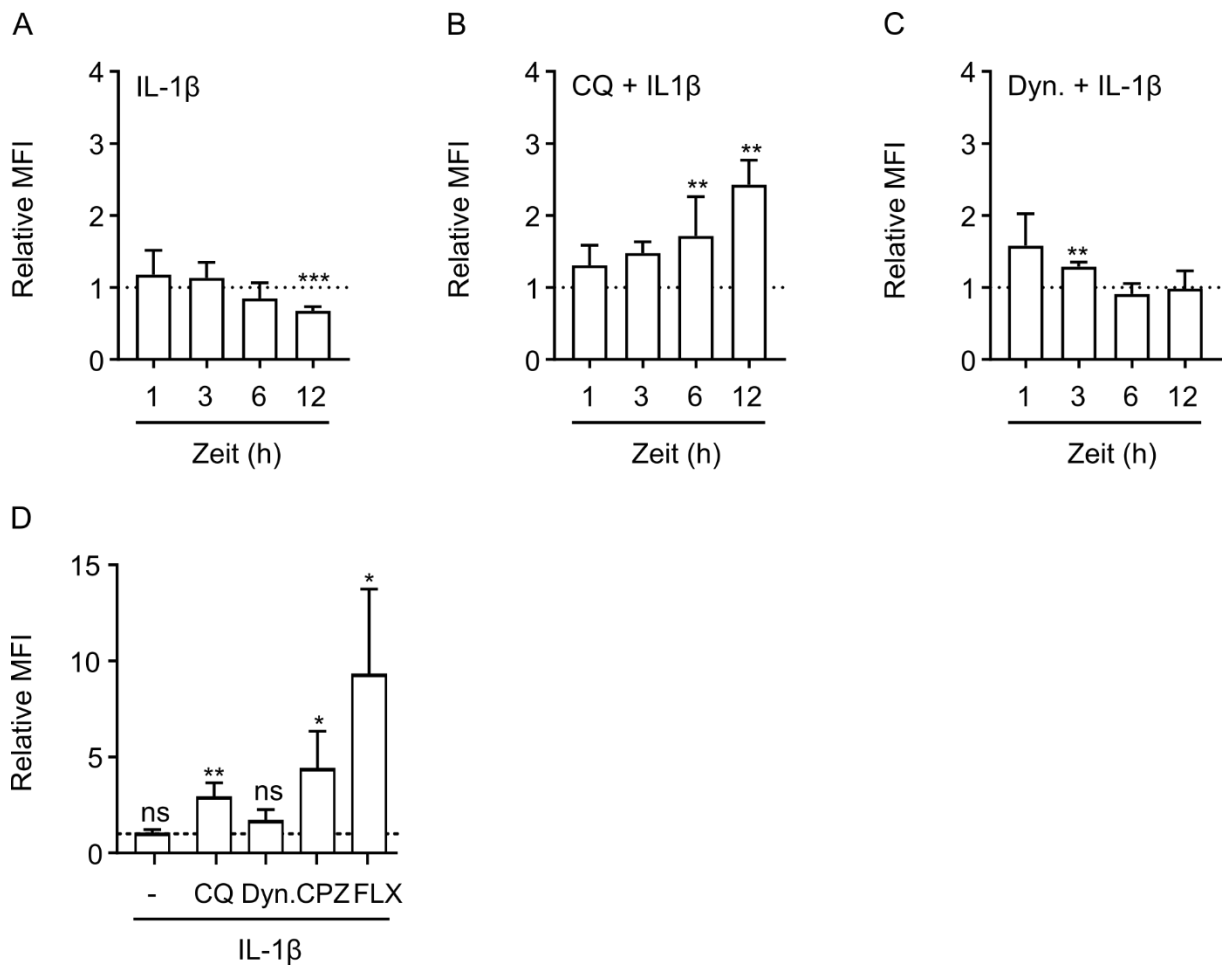 A
IL-1β
Relative MFI
4
3
2
1
0
***
1 3 6 12
Zeit (h)
B
CQ + IL1β
Relative MFI
4
3
2
1
0
**
**
1 3 6 12
Zeit (h)
C
Dyn. + IL-1β
Relative MFI
4
3
2
1
0
**
1 3 6 12
Zeit (h)
D
Relative MFI
15
10
5
0
ns
**
ns
*
*
- CQ Dyn. CPZ FLX
IL-1β